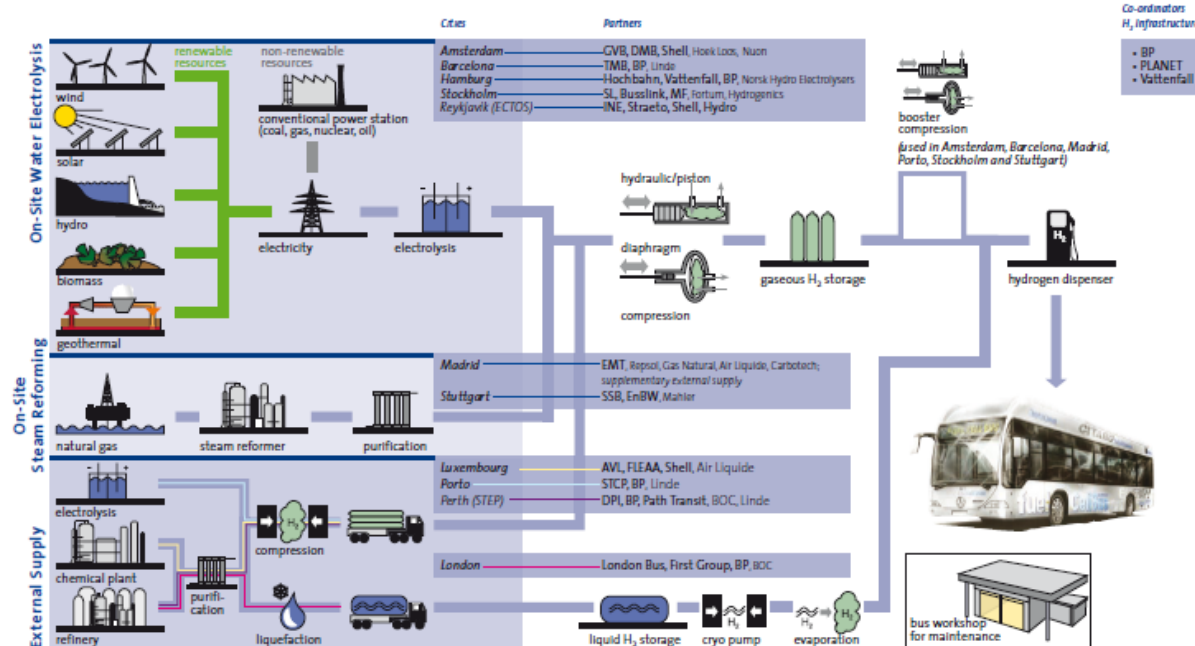 Cities
Partners
Co-ordinators
H₂ Infrastructure
• BP
• PLANET
• Vattenfall
On-Site Water Electrolysis
renewable
resources
non-renewable
resources
wind
solar
hydro
biomass
geothermal
conventional power station
(coal, gas, nuclear, oil)
electricity
- +
electrolysis
Amsterdam GVB, DMB, Shell, Hoek Loos, Nuon
Barcelona TMB, BP, Linde
Hamburg Hochbahn, Vattenfall, BP, Norsk Hydro Electrolysers
Stockholm SL, Busslink, MF, Fortum, Hydrogenics
Reykjavik (ECTOS) INE, Straeto, Shell, Hydro
booster
compression
(used in Amsterdam, Barcelona, Madrid,
Porto, Stockholm and Stuttgart)
hydraulic/piston
diaphragm
compression
gaseous H₂ storage
H₂
hydrogen dispenser
On-Site
Steam Reforming
natural gas
steam reformer
purification
Madrid EMT, Repsol, Gas Natural, Air Liquide, Carbotech;
supplementary external supply
Stuttgart SSB, EnBW, Mahler
External Supply
- +
electrolysis
chemical plant
refinery
purifi-
cation
H₂
compression
liquefaction
Luxembourg AVL, FLEAA, Shell, Air Liquide
Porto STCP, BP, Linde
Perth (STEP) DPI, BP, Path Transit, BOC, Linde
London London Bus, First Group, BP, BOC
liquid H₂ storage
H₂
cryo pump
H₂
H₂
evaporation
CITARO
bus workshop
for maintenance